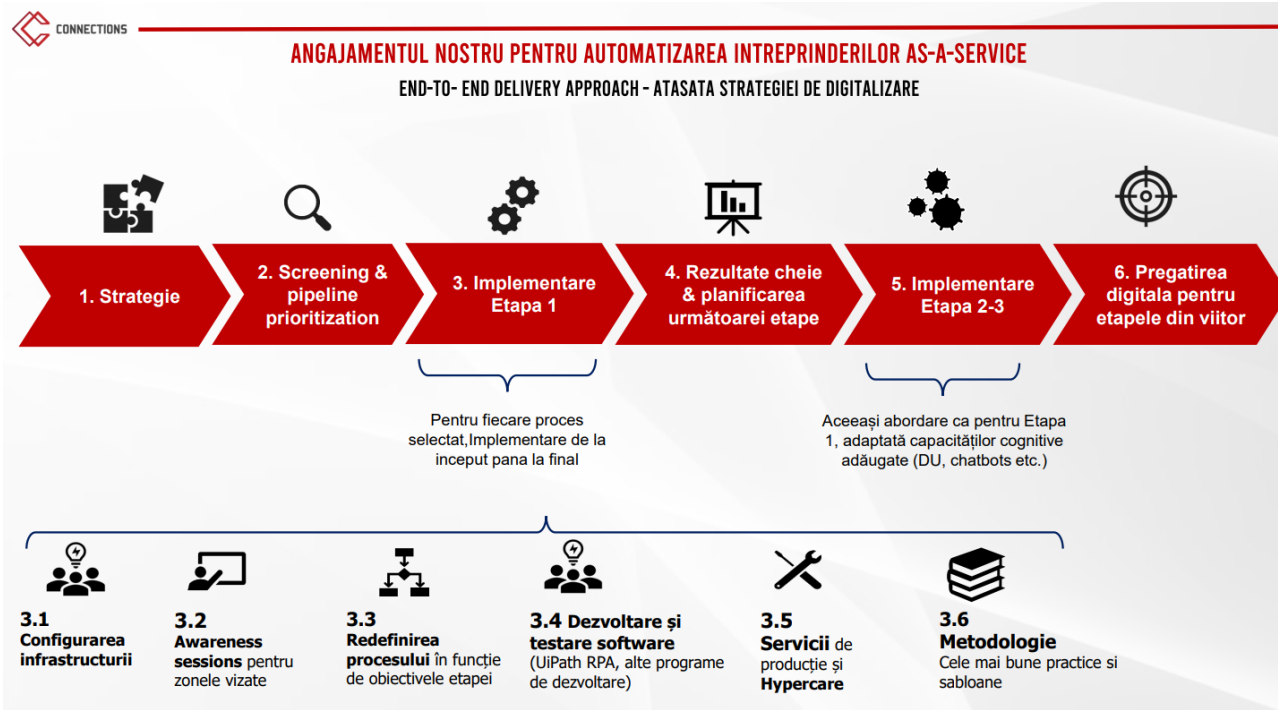 CONNECTIONS
ANGAJAMENTUL NOSTRU PENTRU AUTOMATIZAREA INTREPRINDERILOR AS-A-SERVICE
END-TO- END DELIVERY APPROACH - ATASATA STRATEGIEI DE DIGITALIZARE
1. Strategie
2. Screening &
pipeline
prioritization
3. Implementare
Etapa 1
4. Rezultate cheie
& planificarea
următoarei etape
5. Implementare
Etapa 2-3
6. Pregatirea
digitala pentru
etapele din viitor
Pentru fiecare proces
selectat,Implementare de la
inceput pana la final
Aceeași abordare ca pentru Etapa
1, adaptată capacităților cognitive
adăugate (DU, chatbots etc.)
3.1
Configurarea
infrastructurii
3.2
Awareness
sessions pentru
zonele vizate
3.3
Redefinirea
procesului în funcție
de obiectivele etapei
3.4 Dezvoltare și
testare software
(UiPath RPA, alte programe
de dezvoltare)
3.5
Servicii de
producție și
Hypercare
3.6
Metodologie
Cele mai bune practice si
sabloane